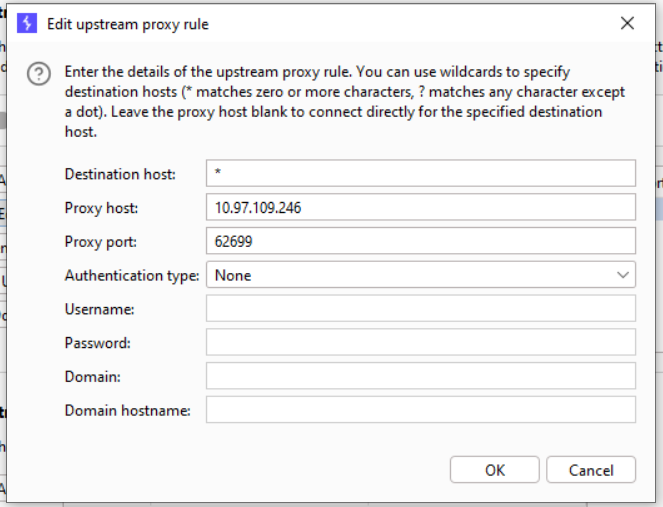 Edit upstream proxy rule
Enter the details of the upstream proxy rule. You can use wildcards to specify
destination hosts (* matches zero or more characters, ? matches any character except
a dot). Leave the proxy host blank to connect directly for the specified destination
host.
Destination host: *
Proxy host: 10.97.109.246
Proxy port: 62699
Authentication type: None
Username:
Password:
Domain:
Domain hostname:
OK Cancel